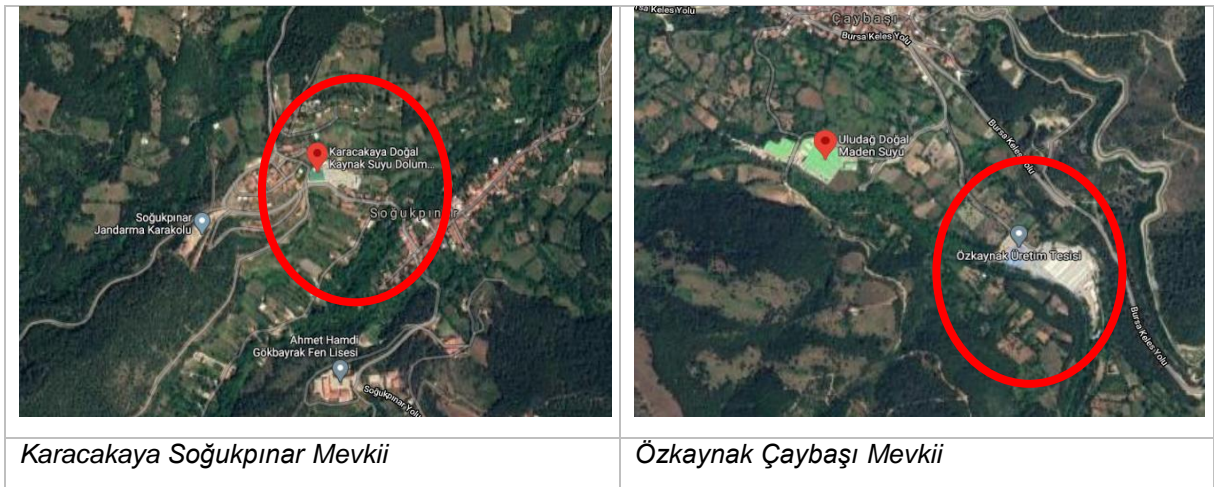 Karacakaya Doğal
Kaynak Suyu Dolum...
Soğukpınar
Soğukpınar
Jandarma Karakolu
Ahmet Hamdi
Gökbayrak Fen Lisesi
Soğukpınar Yolu
Karacakaya Soğukpınar Mevkii
Keles Yolu
Çaybaşı
Bursa Keles Yolu
Bursa Keles Yolu
Uludağ Doğal
Maden Suyu
Özkaynak Üretim Tesisi
Bursa Keles Yolu
Özkaynak Çaybaşı Mevkii